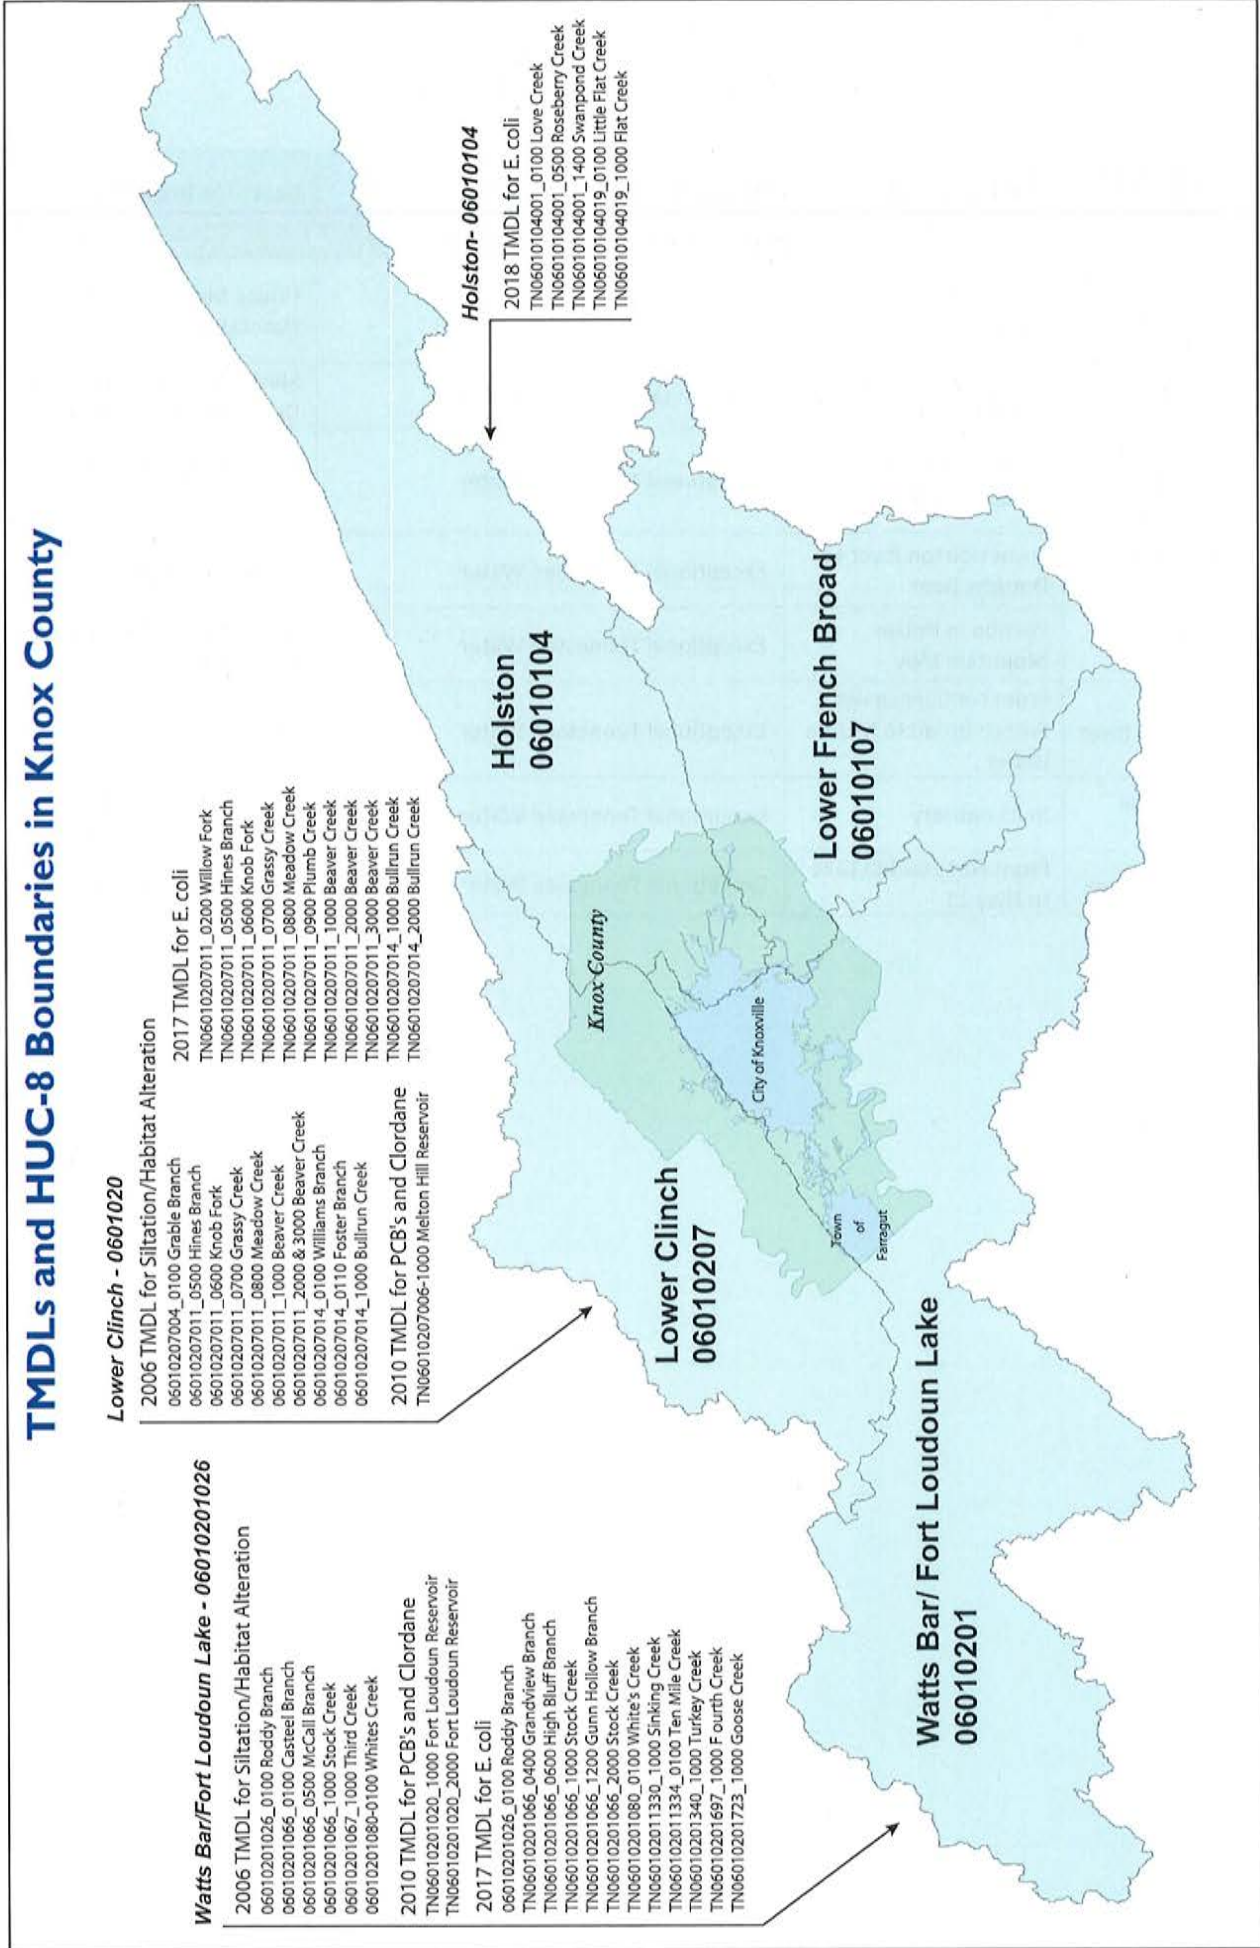 TMDLs and HUC-8 Boundaries in Knox County
Watts Bar/Fort Loudoun Lake - 06010201026
2006 TMDL for Siltation/Habitat Alteration
06010201026_0100 Roddy Branch
06010201066_0100 Casteel Branch
06010201066_0500 McCall Branch
06010201066_1000 Stock Creek
06010201067_1000 Third Creek
06010201080-0100 Whites Creek
2010 TMDL for PCB's and Clordane
TN06010201020_1000 Fort Loudoun Reservoir
TN06010201020_2000 Fort Loudoun Reservoir
2017 TMDL for E. coli
06010201026_0100 Roddy Branch
TN06010201066_0400 Grandview Branch
TN06010201066_0600 High Bluff Branch
TN06010201066_1000 Stock Creek
TN06010201066_1200 Gunn Hollow Branch
TN06010201066_2000 Stock Creek
TN06010201080_0100 White's Creek
TN060102011330_1000 Sinking Creek
TN060102011334_0100 Ten Mile Creek
TN06010201340_1000 Turkey Creek
TN06010201697_1000 F ourth Creek
TN06010201723_1000 Goose Creek
Lower Clinch - 0601020
2006 TMDL for Siltation/Habitat Alteration
06010207004_0100 Grable Branch
06010207011_0500 Hines Branch
06010207011_0600 Knob Fork
06010207011_0700 Grassy Creek
06010207011_0800 Meadow Creek
06010207011_1000 Beaver Creek
06010207011_2000 & 3000 Beaver Creek
06010207014_0100 Williams Branch
06010207014_0110 Foster Branch
06010207014_1000 Bullrun Creek
2010 TMDL for PCB's and Clordane
TN06010207006-1000 Melton Hill Reservoir
2017 TMDL for E. coli
TN06010207011_0200 Willow Fork
TN06010207011_0500 Hines Branch
TN06010207011_0600 Knob Fork
TN06010207011_0700 Grassy Creek
TN06010207011_0800 Meadow Creek
TN06010207011_0900 Plumb Creek
TN06010207011_1000 Beaver Creek
TN06010207011_2000 Beaver Creek
TN06010207011_3000 Beaver Creek
TN06010207014_1000 Bullrun Creek
TN06010207014_2000 Bullrun Creek
Holston- 06010104
2018 TMDL for E. coli
TN06010104001_0100 Love Creek
TN06010104001_0500 Roseberry Creek
TN06010104001_1400 Swanpond Creek
TN06010104019_0100 Little Flat Creek
TN06010104019_1000 Flat Creek
Holston
06010104
Knox County
Lower Clinch
06010207
City of Knoxville
Lower French Broad
06010107
Town
of
Farragut
Watts Bar/ Fort Loudoun Lake
06010201